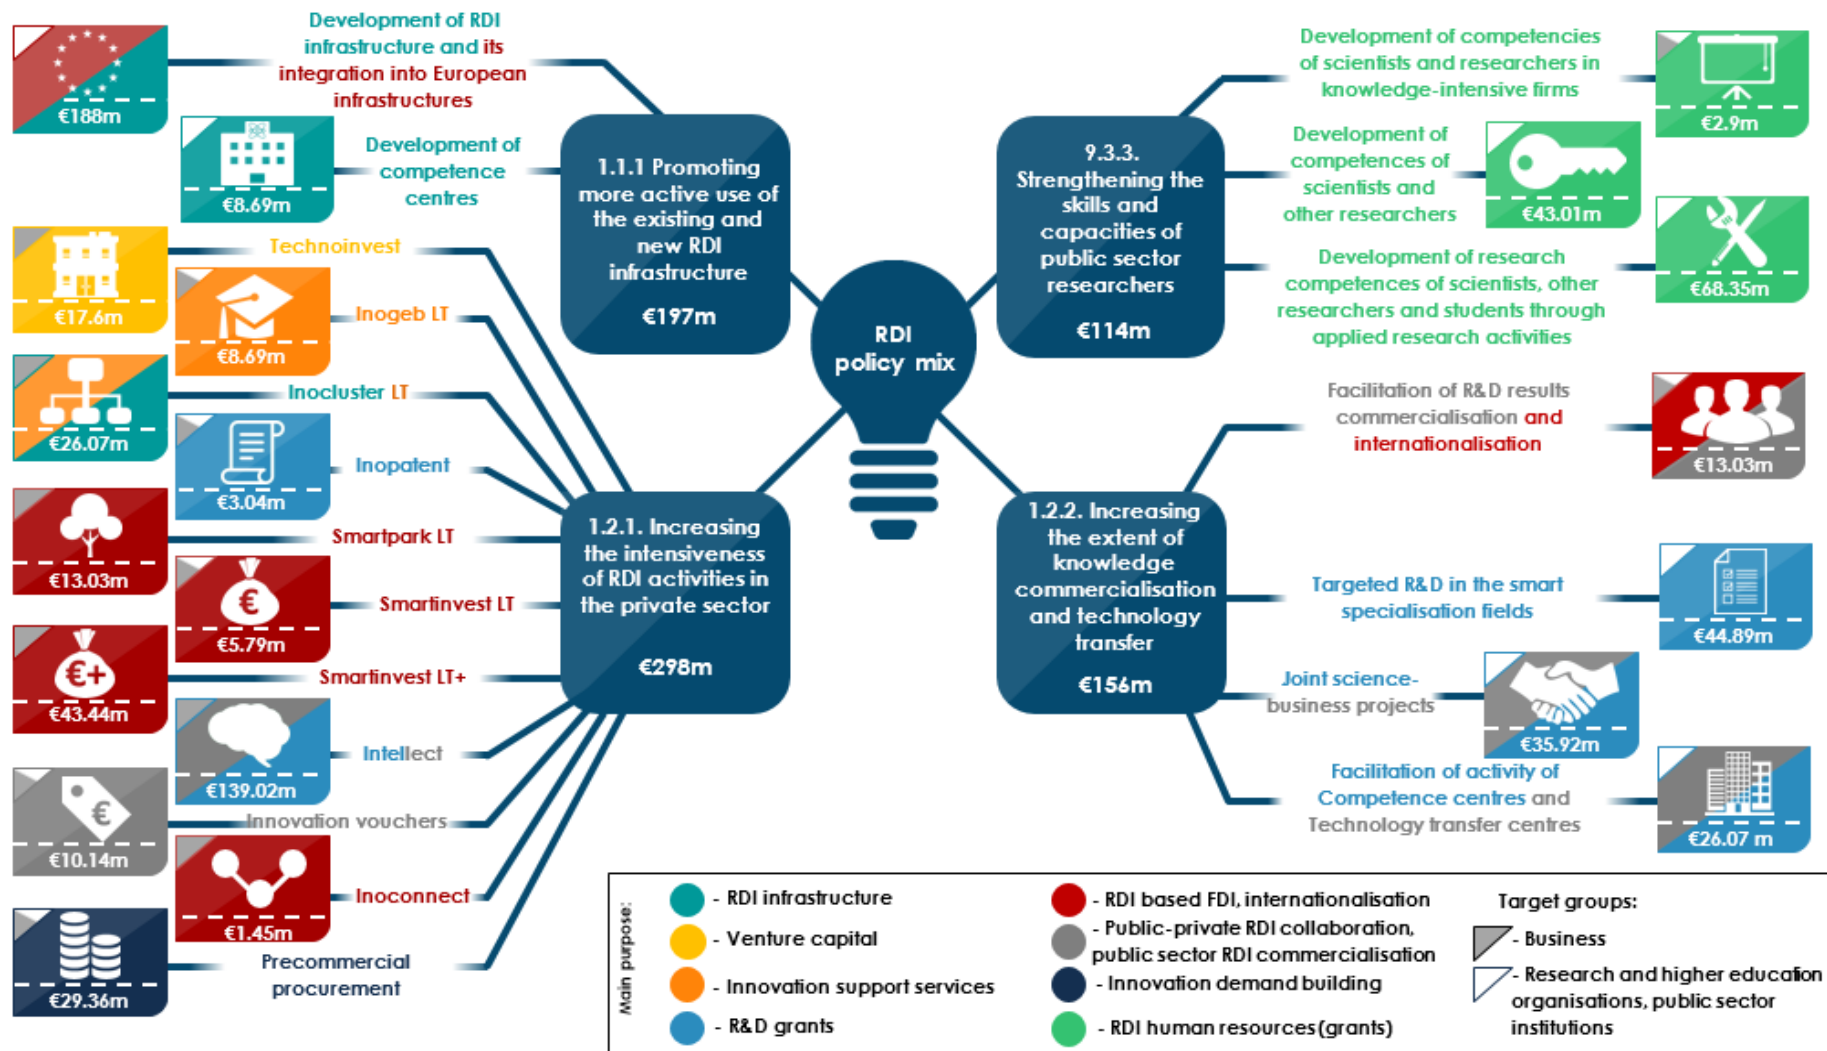 Development of RDI
infrastructure and its
integration into European
infrastructures
€188m
Development of
competence
centres
€8.69m
1.1.1 Promoting
more active use of
the existing and
new RDI
infrastructure
€197m
Technoinvest
€17.6m
Inogeb LT
€8.69m
Inocluster LT
€26.07m
Inopatent
€3.04m
Smartpark LT
€13.03m
Smartinvest LT
€
€5.79m
Smartinvest LT+
€+
€43.44m
Intellect
€139.02m
Innovation vouchers
€
€10.14m
Inoconnect
€1.45m
Precommercial
procurement
€29.36m
1.2.1. Increasing
the intensiveness
of RDI activities in
the private sector
€298m
RDI
policy mix
9.3.3.
Strengthening the
skills and
capacities of
public sector
researchers
€114m
Development of competencies
of scientists and researchers in
knowledge-intensive firms
€2.9m
Development of
competences of
scientists and
other researchers
€43.01m
Development of research
competences of scientists, other
researchers and students through
applied research activities
€68.35m
1.2.2. Increasing
the extent of
knowledge
commercialisation
and technology
transfer
€156m
Facilitation of R&D results
commercialisation and
internationalisation
€13.03m
Targeted R&D in the smart
specialisation fields
€44.89m
Joint science-
business projects
€35.92m
Facilitation of activity of
Competence centres and
Technology transfer centres
€26.07 m
Main purpose:
- RDI infrastructure
- Venture capital
- Innovation support services
- R&D grants
- RDI based FDI, internationalisation
- Public-private RDI collaboration,
public sector RDI commercialisation
- Innovation demand building
- RDI human resources(grants)
Target groups:
- Business
- Research and higher education
organisations, public sector
institutions